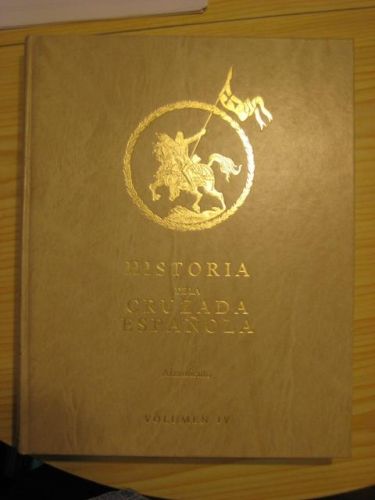 HISTORIA
DE LA
CRUZADA
ESPAÑOLA
VOLUMEN IV